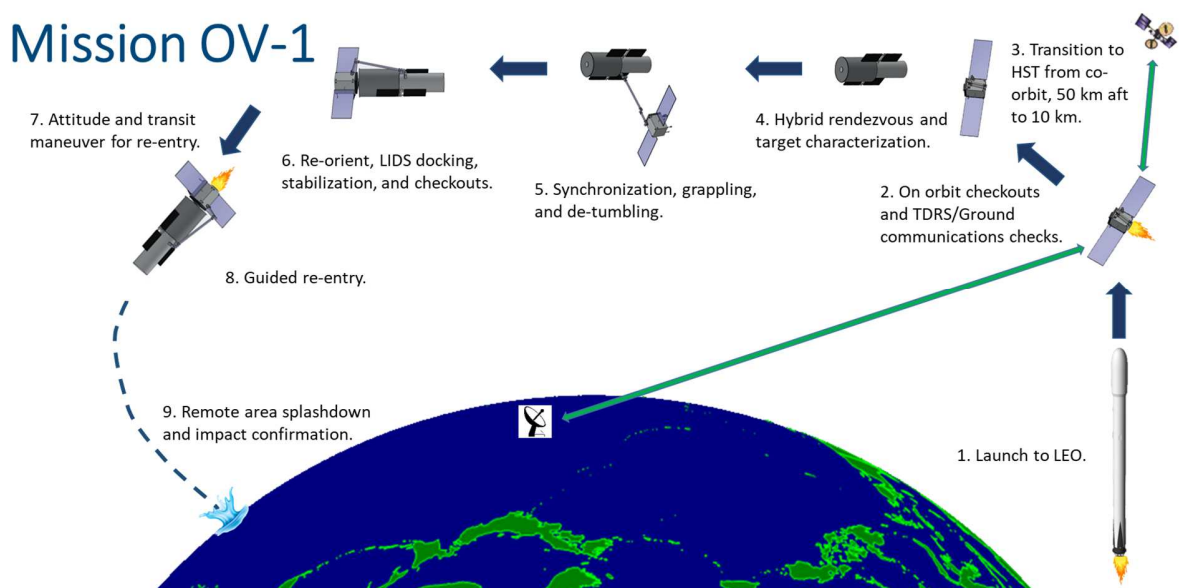 Mission OV-1
1. Launch to LEO.
2. On orbit checkouts
and TDRS/Ground
communications checks.
3. Transition to
HST from co-
orbit, 50 km aft
to 10 km.
4. Hybrid rendezvous and
target characterization.
5. Synchronization, grappling,
and de-tumbling.
6. Re-orient, LIDS docking,
stabilization, and checkouts.
7. Attitude and transit
maneuver for re-entry.
8. Guided re-entry.
9. Remote area splashdown
and impact confirmation.